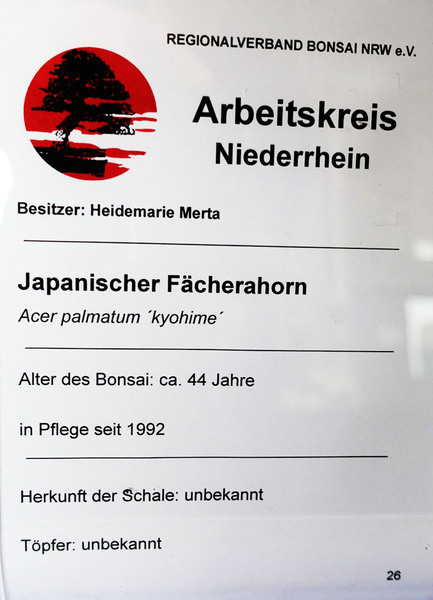 REGIONALVERBAND BONSAI NRW e.V.
Arbeitskreis
Niederrhein
Besitzer: Heidemarie Merta
Japanischer Fächerahorn
Acer palmatum ´kyohime´
Alter des Bonsai: ca. 44 Jahre
in Pflege seit 1992
Herkunft der Schale: unbekannt
Töpfer: unbekannt
26